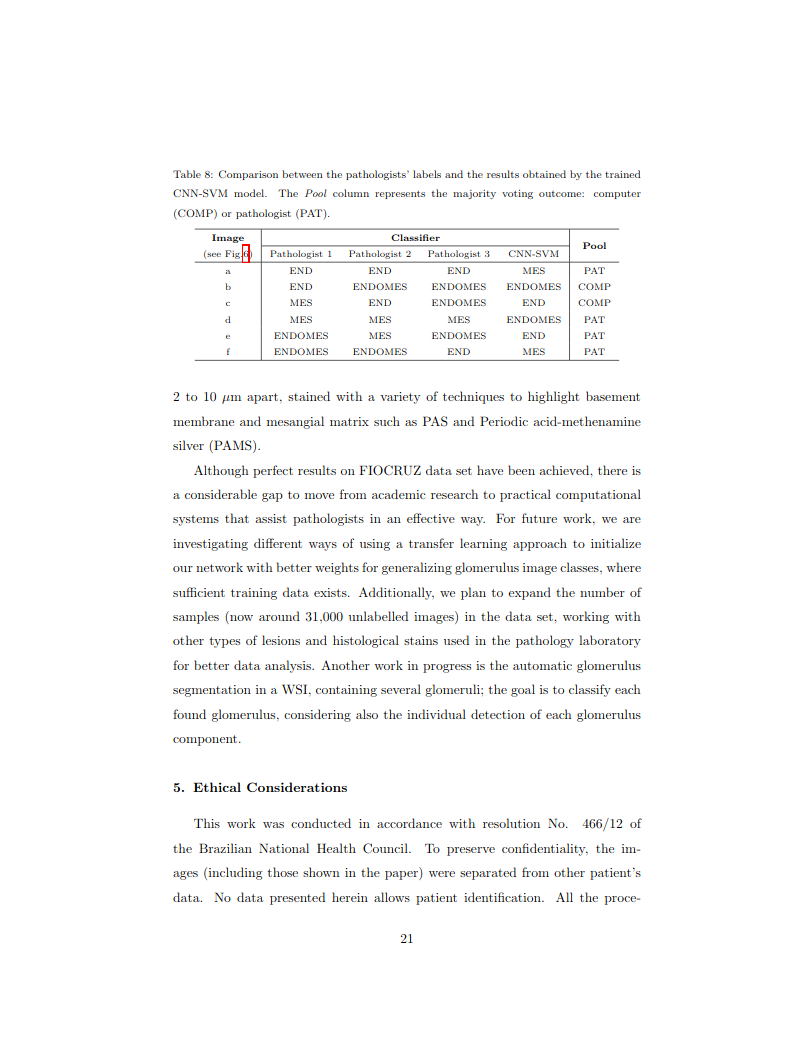 Table 8: Comparison between the pathologists' labels and the results obtained by the trained
CNN-SVM model. The Pool column represents the majority voting outcome: computer
(COMP) or pathologist (PAT).
Image Classifier Pool
(see Fig.6) Pathologist 1 Pathologist 2 Pathologist 3 CNN-SVM
a END END END MES PAT
b END ENDOMES ENDOMES ENDOMES COMP
c MES END ENDOMES END COMP
d MES MES MES ENDOMES PAT
e ENDOMES MES ENDOMES END PAT
f ENDOMES ENDOMES END MES PAT
2 to 10 μm apart, stained with a variety of techniques to highlight basement
membrane and mesangial matrix such as PAS and Periodic acid-methenamine
silver (PAMS).
Although perfect results on FIOCRUZ data set have been achieved, there is
a considerable gap to move from academic research to practical computational
systems that assist pathologists in an effective way. For future work, we are
investigating different ways of using a transfer learning approach to initialize
our network with better weights for generalizing glomerulus image classes, where
sufficient training data exists. Additionally, we plan to expand the number of
samples (now around 31,000 unlabelled images) in the data set, working with
other types of lesions and histological stains used in the pathology laboratory
for better data analysis. Another work in progress is the automatic glomerulus
segmentation in a WSI, containing several glomeruli; the goal is to classify each
found glomerulus, considering also the individual detection of each glomerulus
component.
5. Ethical Considerations
This work was conducted in accordance with resolution No. 466/12 of
the Brazilian National Health Council. To preserve confidentiality, the im-
ages (including those shown in the paper) were separated from other patient's
data. No data presented herein allows patient identification. All the proce-
21